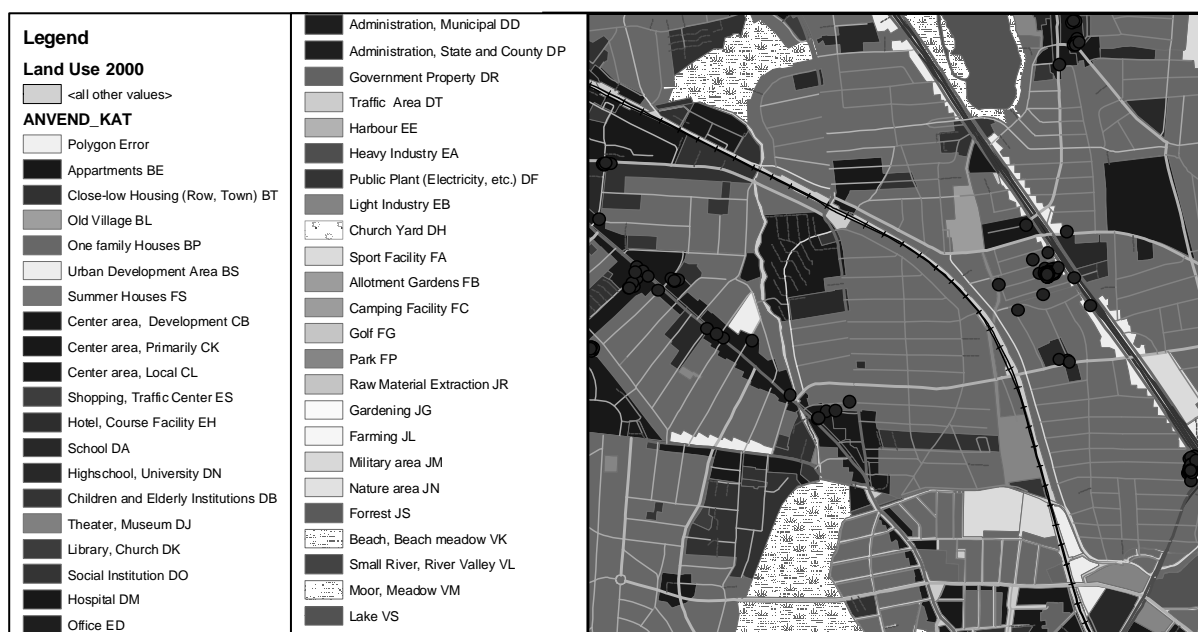 Legend
Land Use 2000
<all other values>
ANVEND_KAT
Polygon Error
Appartments BE
Close-low Housing (Row, Town) BT
Old Village BL
One family Houses BP
Urban Development Area BS
Summer Houses FS
Center area, Development CB
Center area, Primarily CK
Center area, Local CL
Shopping, Traffic Center ES
Hotel, Course Facility EH
School DA
Highschool, University DN
Children and Elderly Institutions DB
Theater, Museum DJ
Library, Church DK
Social Institution DO
Hospital DM
Office ED
Administration, Municipal DD
Administration, State and County DP
Government Property DR
Traffic Area DT
Harbour EE
Heavy Industry EA
Public Plant (Electricity, etc.) DF
Light Industry EB
Church Yard DH
Sport Facility FA
Allotment Gardens FB
Camping Facility FC
Golf FG
Park FP
Raw Material Extraction JR
Gardening JG
Farming JL
Military area JM
Nature area JN
Forrest JS
Beach, Beach meadow VK
Small River, River Valley VL
Moor, Meadow VM
Lake VS